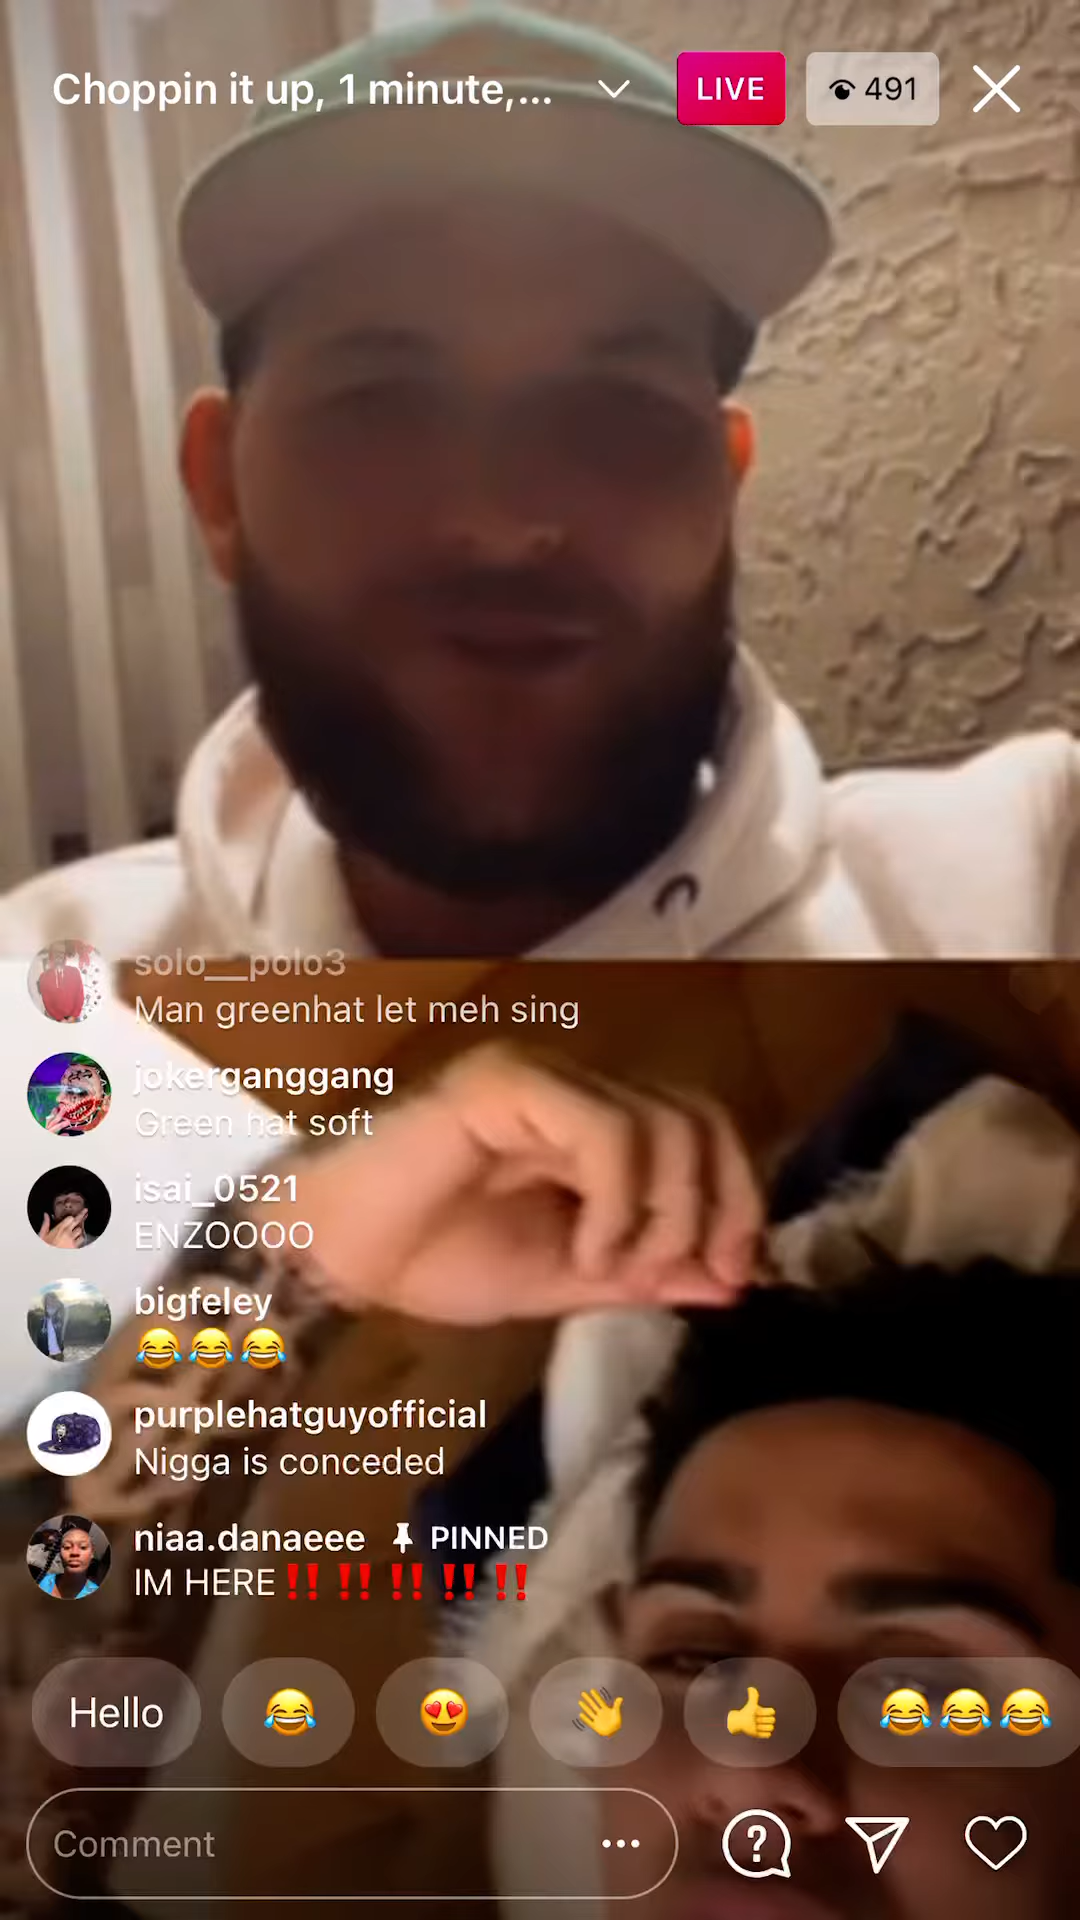 Choppin it up, 1 minute,...
LIVE
491
solo__polo3
Man greenhat let meh sing
jokerganggang
Green hat soft
isai_0521
ENZOOOO
bigfeley
😂😂😂
purplehatguyofficial
Nigga is conceded
niaa.danaeee PINNED
IM HERE‼️‼️‼️‼️‼️
Hello 😂 😍 👋 👍 😂😂😂
Comment ...